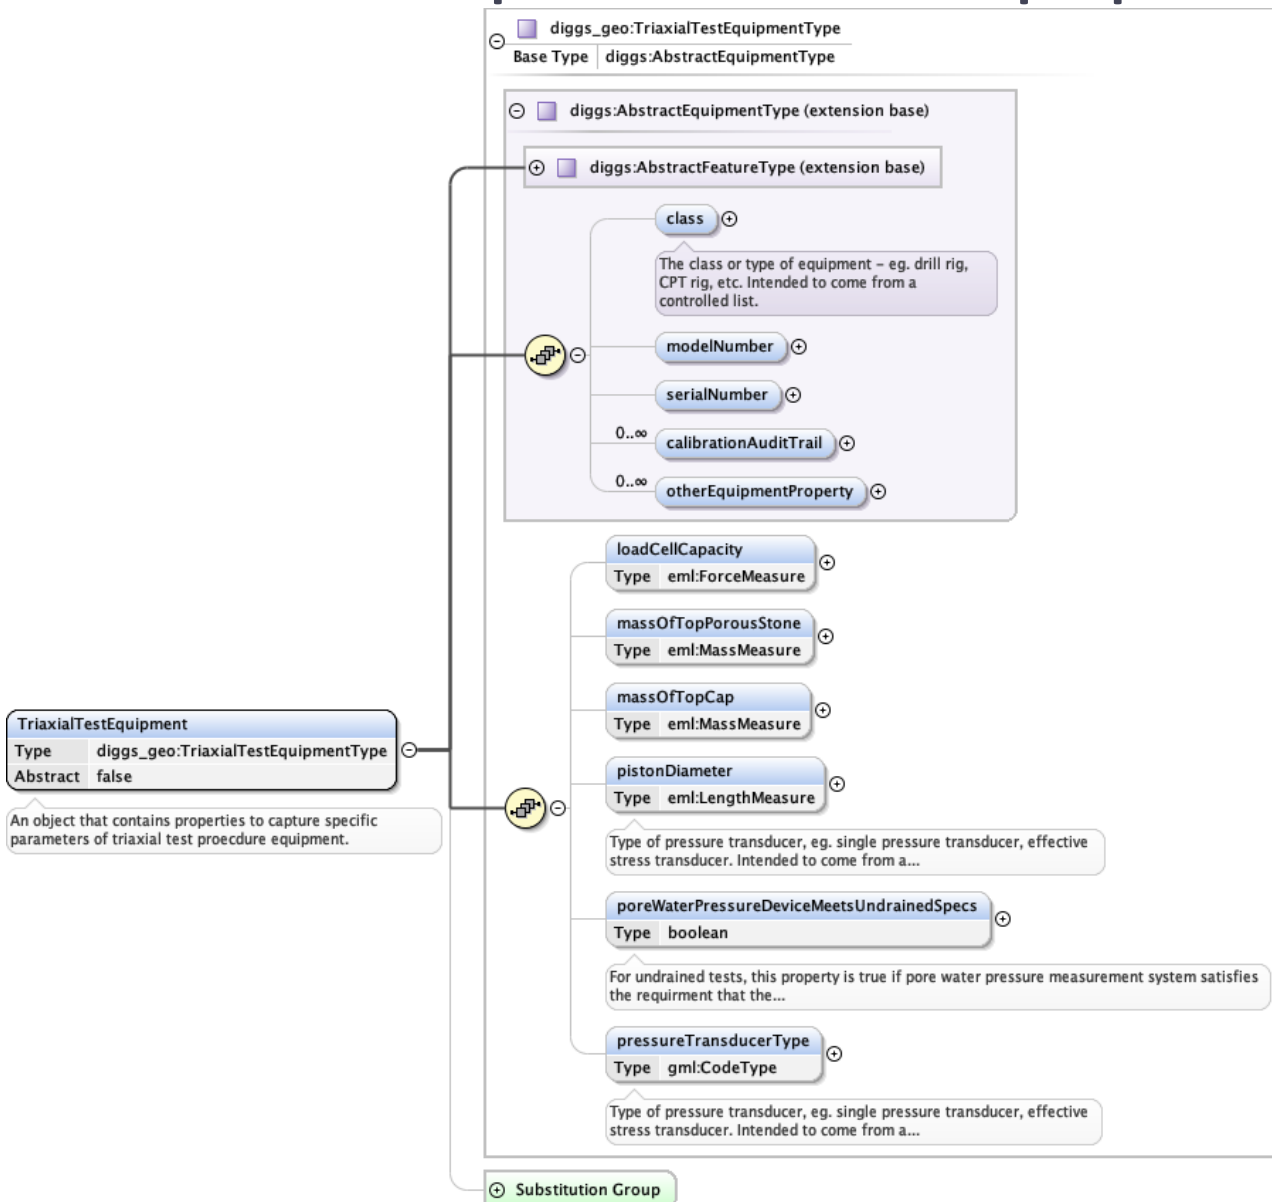 diggs_geo:TriaxialTestEquipmentType
Base Type diggs:AbstractEquipmentType
diggs:AbstractEquipmentType (extension base)
diggs:AbstractFeatureType (extension base)
class
The class or type of equipment – eg. drill rig,
CPT rig, etc. Intended to come from a
controlled list.
modelNumber
serialNumber
0..∞
calibrationAuditTrail
0..∞
otherEquipmentProperty
loadCellCapacity
Type eml:ForceMeasure
massOfTopPorousStone
Type eml:MassMeasure
massOfTopCap
Type eml:MassMeasure
TriaxialTestEquipment
Type diggs_geo:TriaxialTestEquipmentType
Abstract false
An object that contains properties to capture specific
parameters of triaxial test proecdure equipment.
pistonDiameter
Type eml:LengthMeasure
Type of pressure transducer, eg. single pressure transducer, effective
stress transducer. Intended to come from a...
poreWaterPressureDeviceMeetsUndrainedSpecs
Type boolean
For undrained tests, this property is true if pore water pressure measurement system satisfies
the requirment that the...
pressureTransducerType
Type gml:CodeType
Type of pressure transducer, eg. single pressure transducer, effective
stress transducer. Intended to come from a...
Substitution Group